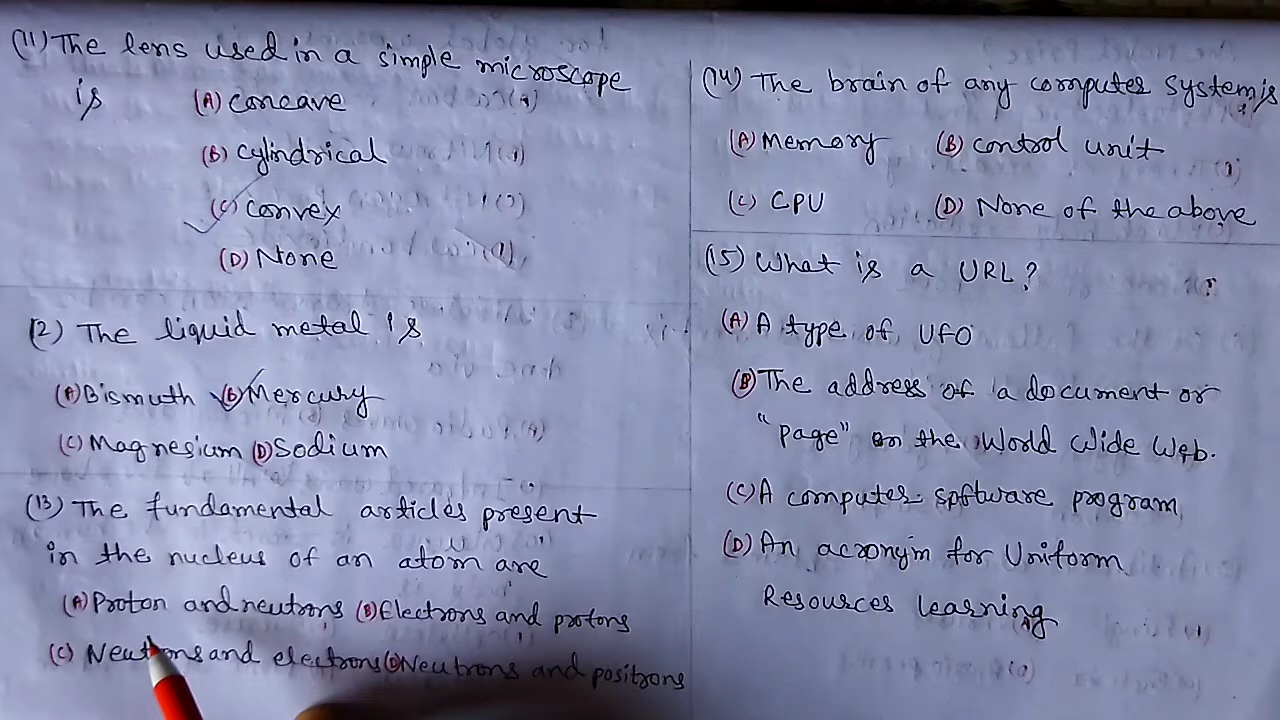 (11) The lens used in a simple microscope
is (A) concave
(B) Cylindrical
(C) Convex
(D) None
(12) The liquid metal is
(A) Bismuth (B) Mercury
(C) Magnesium (D) Sodium
(13) The fundamental articles present
in the nucleus of an atom are
(A) Proton and neutrons (B) Electrons and protons
(C) Neutrons and electrons (D) Neutrons and positrons
(14) The brain of any computer system is
(A) Memory (B) control unit
(C) CPU (D) None of the above
(15) What is a URL?
(A) A type of UFO
(B) The address of a document or
"page" on the World Wide Web.
(C) A computer software program
(D) An acronym for Uniform
Resources Learning